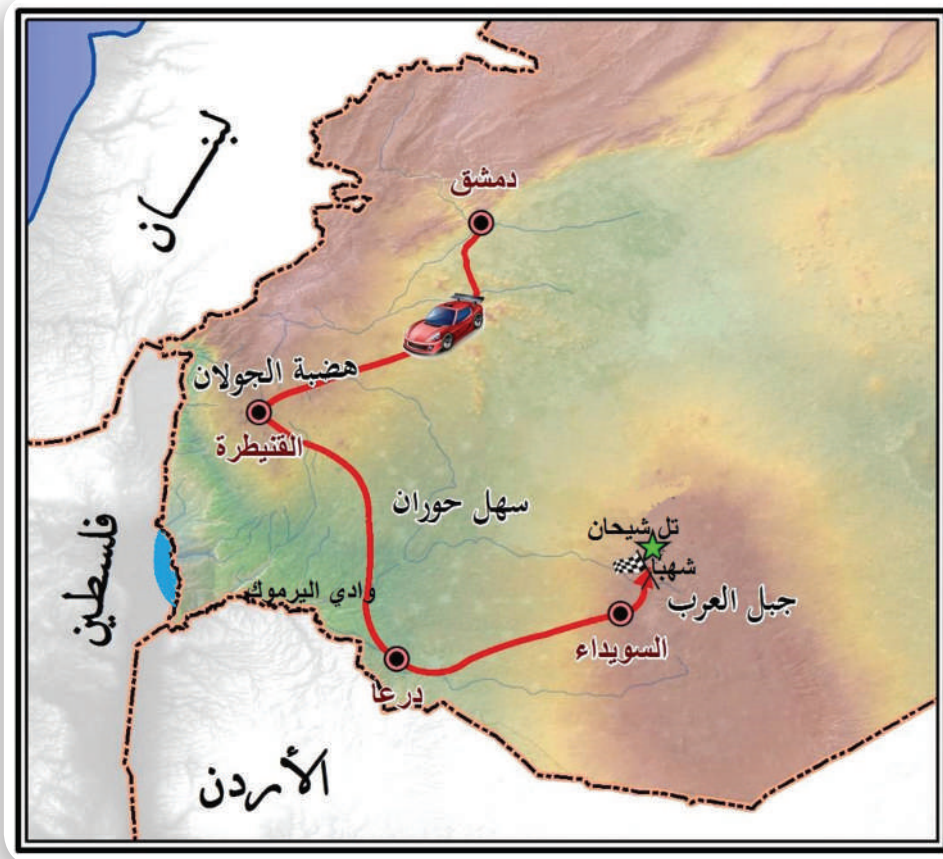 لبنان
دمشق
هضبة الجولان
القنيطرة
سهل حوران
تل شيحان
شهبا
جبل العرب
وادي اليرموك
السويداء
درعا
فلسطين
الأردن